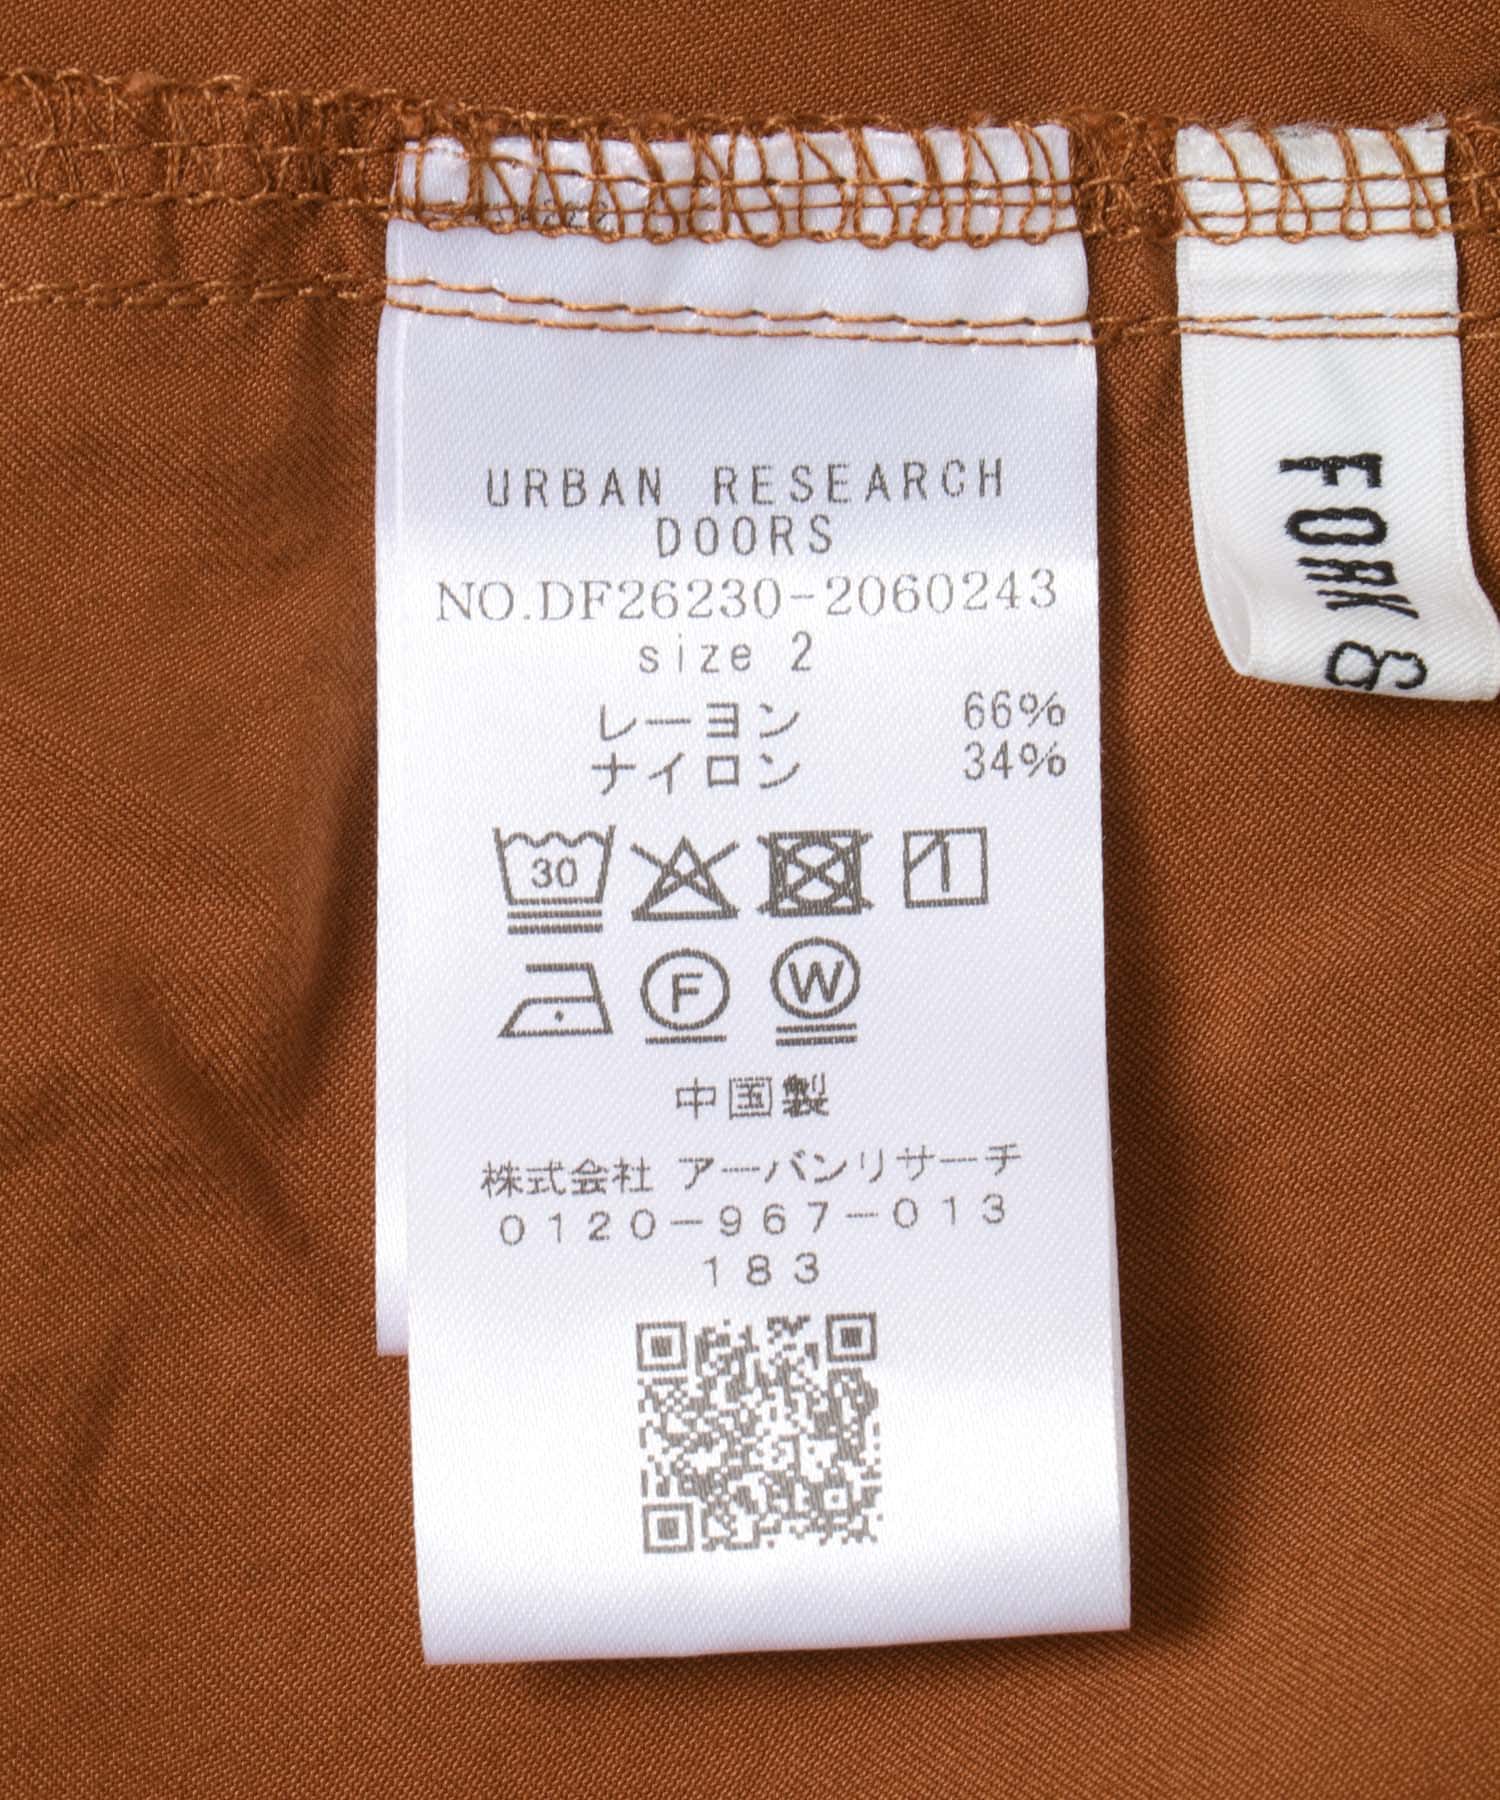 URBAN RESEARCH
DOORS
NO.DF26230-2060243
size 2
レーヨン 66%
ナイロン 34%
30
F W
中国製
株式会社 アーバンリサーチ
0120-967-013
183
FORK &